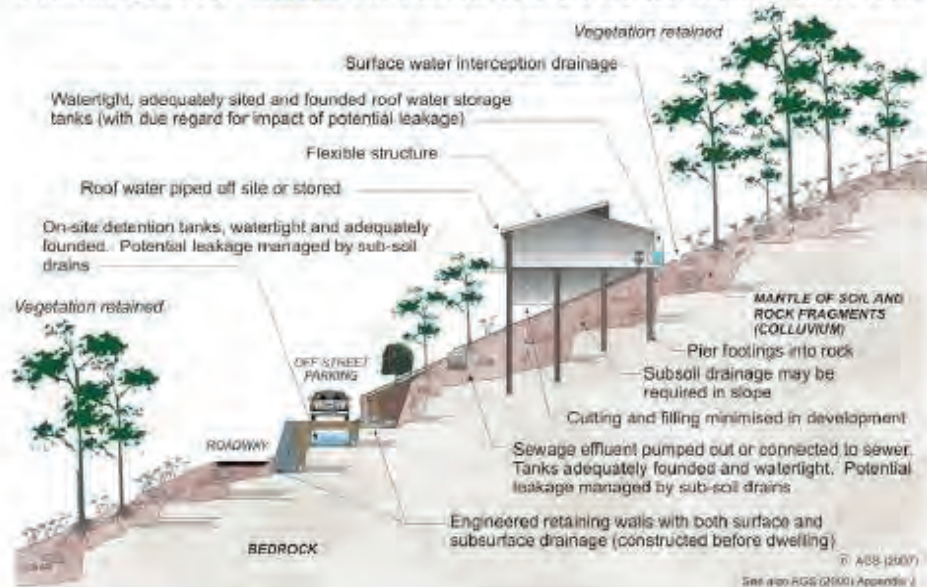 Vegetation retained
Surface water interception drainage
Watertight, adequately sited and founded roof water storage
tanks (with due regard for impact of potential leakage)
Flexible structure
Roof water piped off site or stored
On-site detention tanks, watertight and adequately
founded. Potential leakage managed by sub-soil
drains
Vegetation retained
MANTLE OF SOIL AND
ROCK FRAGMENTS
(COLLUVIUM)
Pier footings into rock
Subsoil drainage may be
required in slope
Cutting and filling minimised in development
OFF STREET
PARKING
ROADWAY
Sewage effluent pumped out or connected to sewer.
Tanks adequately founded and watertight. Potential
leakage managed by sub-soil drains
Engineered retaining walls with both surface and
subsurface drainage (constructed before dwelling)
BEDROCK
© AGS (2007)
See also AGS (2000) Appendix J